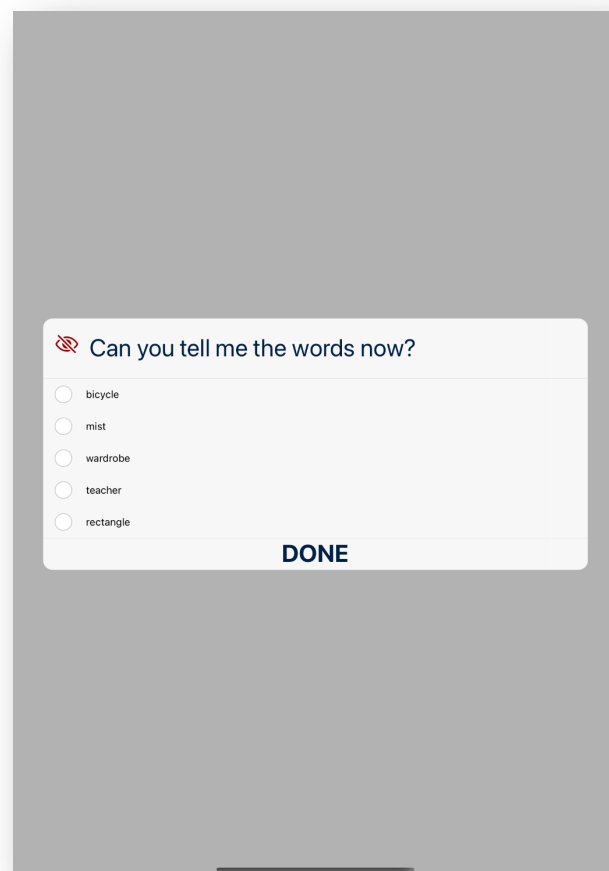 Can you tell me the words now?
bicycle
mist
wardrobe
teacher
rectangle
DONE